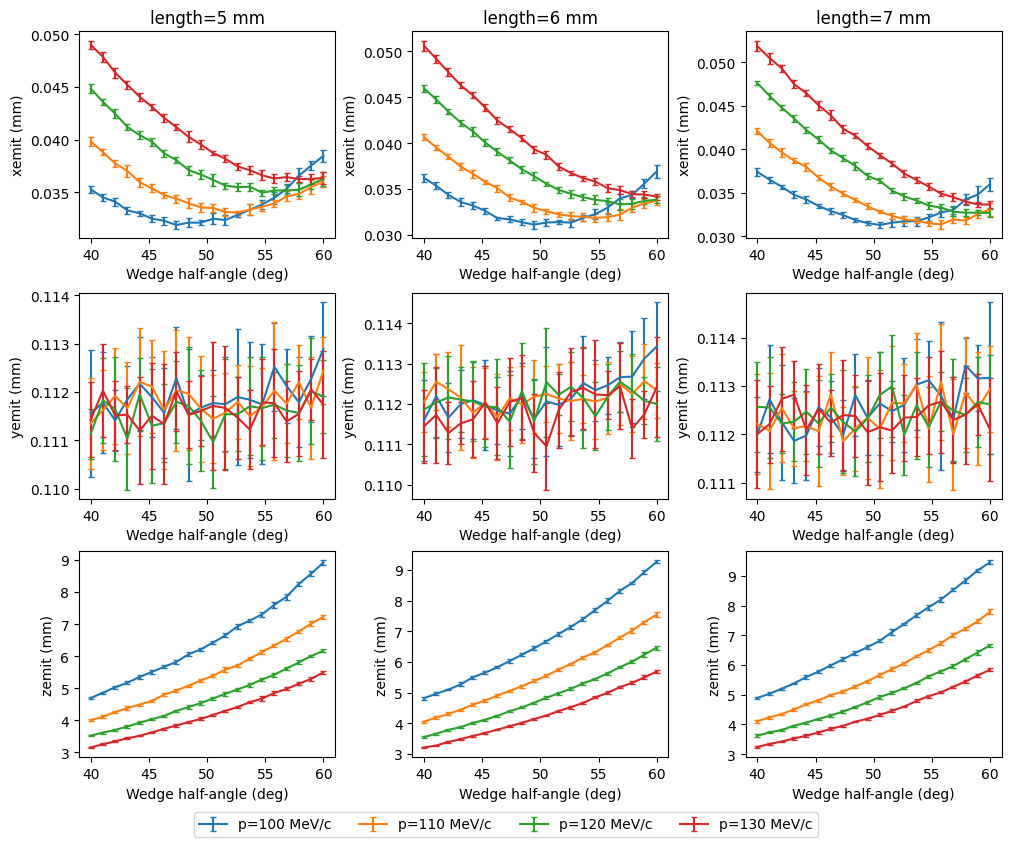 length=5 mm length=6 mm length=7 mm
xemit (mm) 0.050 0.045 0.040 0.035
40 45 50 55 60
Wedge half-angle (deg)
xemit (mm) 0.050 0.045 0.040 0.035 0.030
40 45 50 55 60
Wedge half-angle (deg)
xemit (mm) 0.050 0.045 0.040 0.035 0.030
40 45 50 55 60
Wedge half-angle (deg)
yemit (mm) 0.114 0.113 0.112 0.111 0.110
40 45 50 55 60
Wedge half-angle (deg)
yemit (mm) 0.114 0.113 0.112 0.111 0.110
40 45 50 55 60
Wedge half-angle (deg)
yemit (mm) 0.114 0.113 0.112 0.111
40 45 50 55 60
Wedge half-angle (deg)
zemit (mm) 9 8 7 6 5 4 3
40 45 50 55 60
Wedge half-angle (deg)
zemit (mm) 9 8 7 6 5 4 3
40 45 50 55 60
Wedge half-angle (deg)
zemit (mm) 9 8 7 6 5 4 3
40 45 50 55 60
Wedge half-angle (deg)
p=100 MeV/c p=110 MeV/c p=120 MeV/c p=130 MeV/c